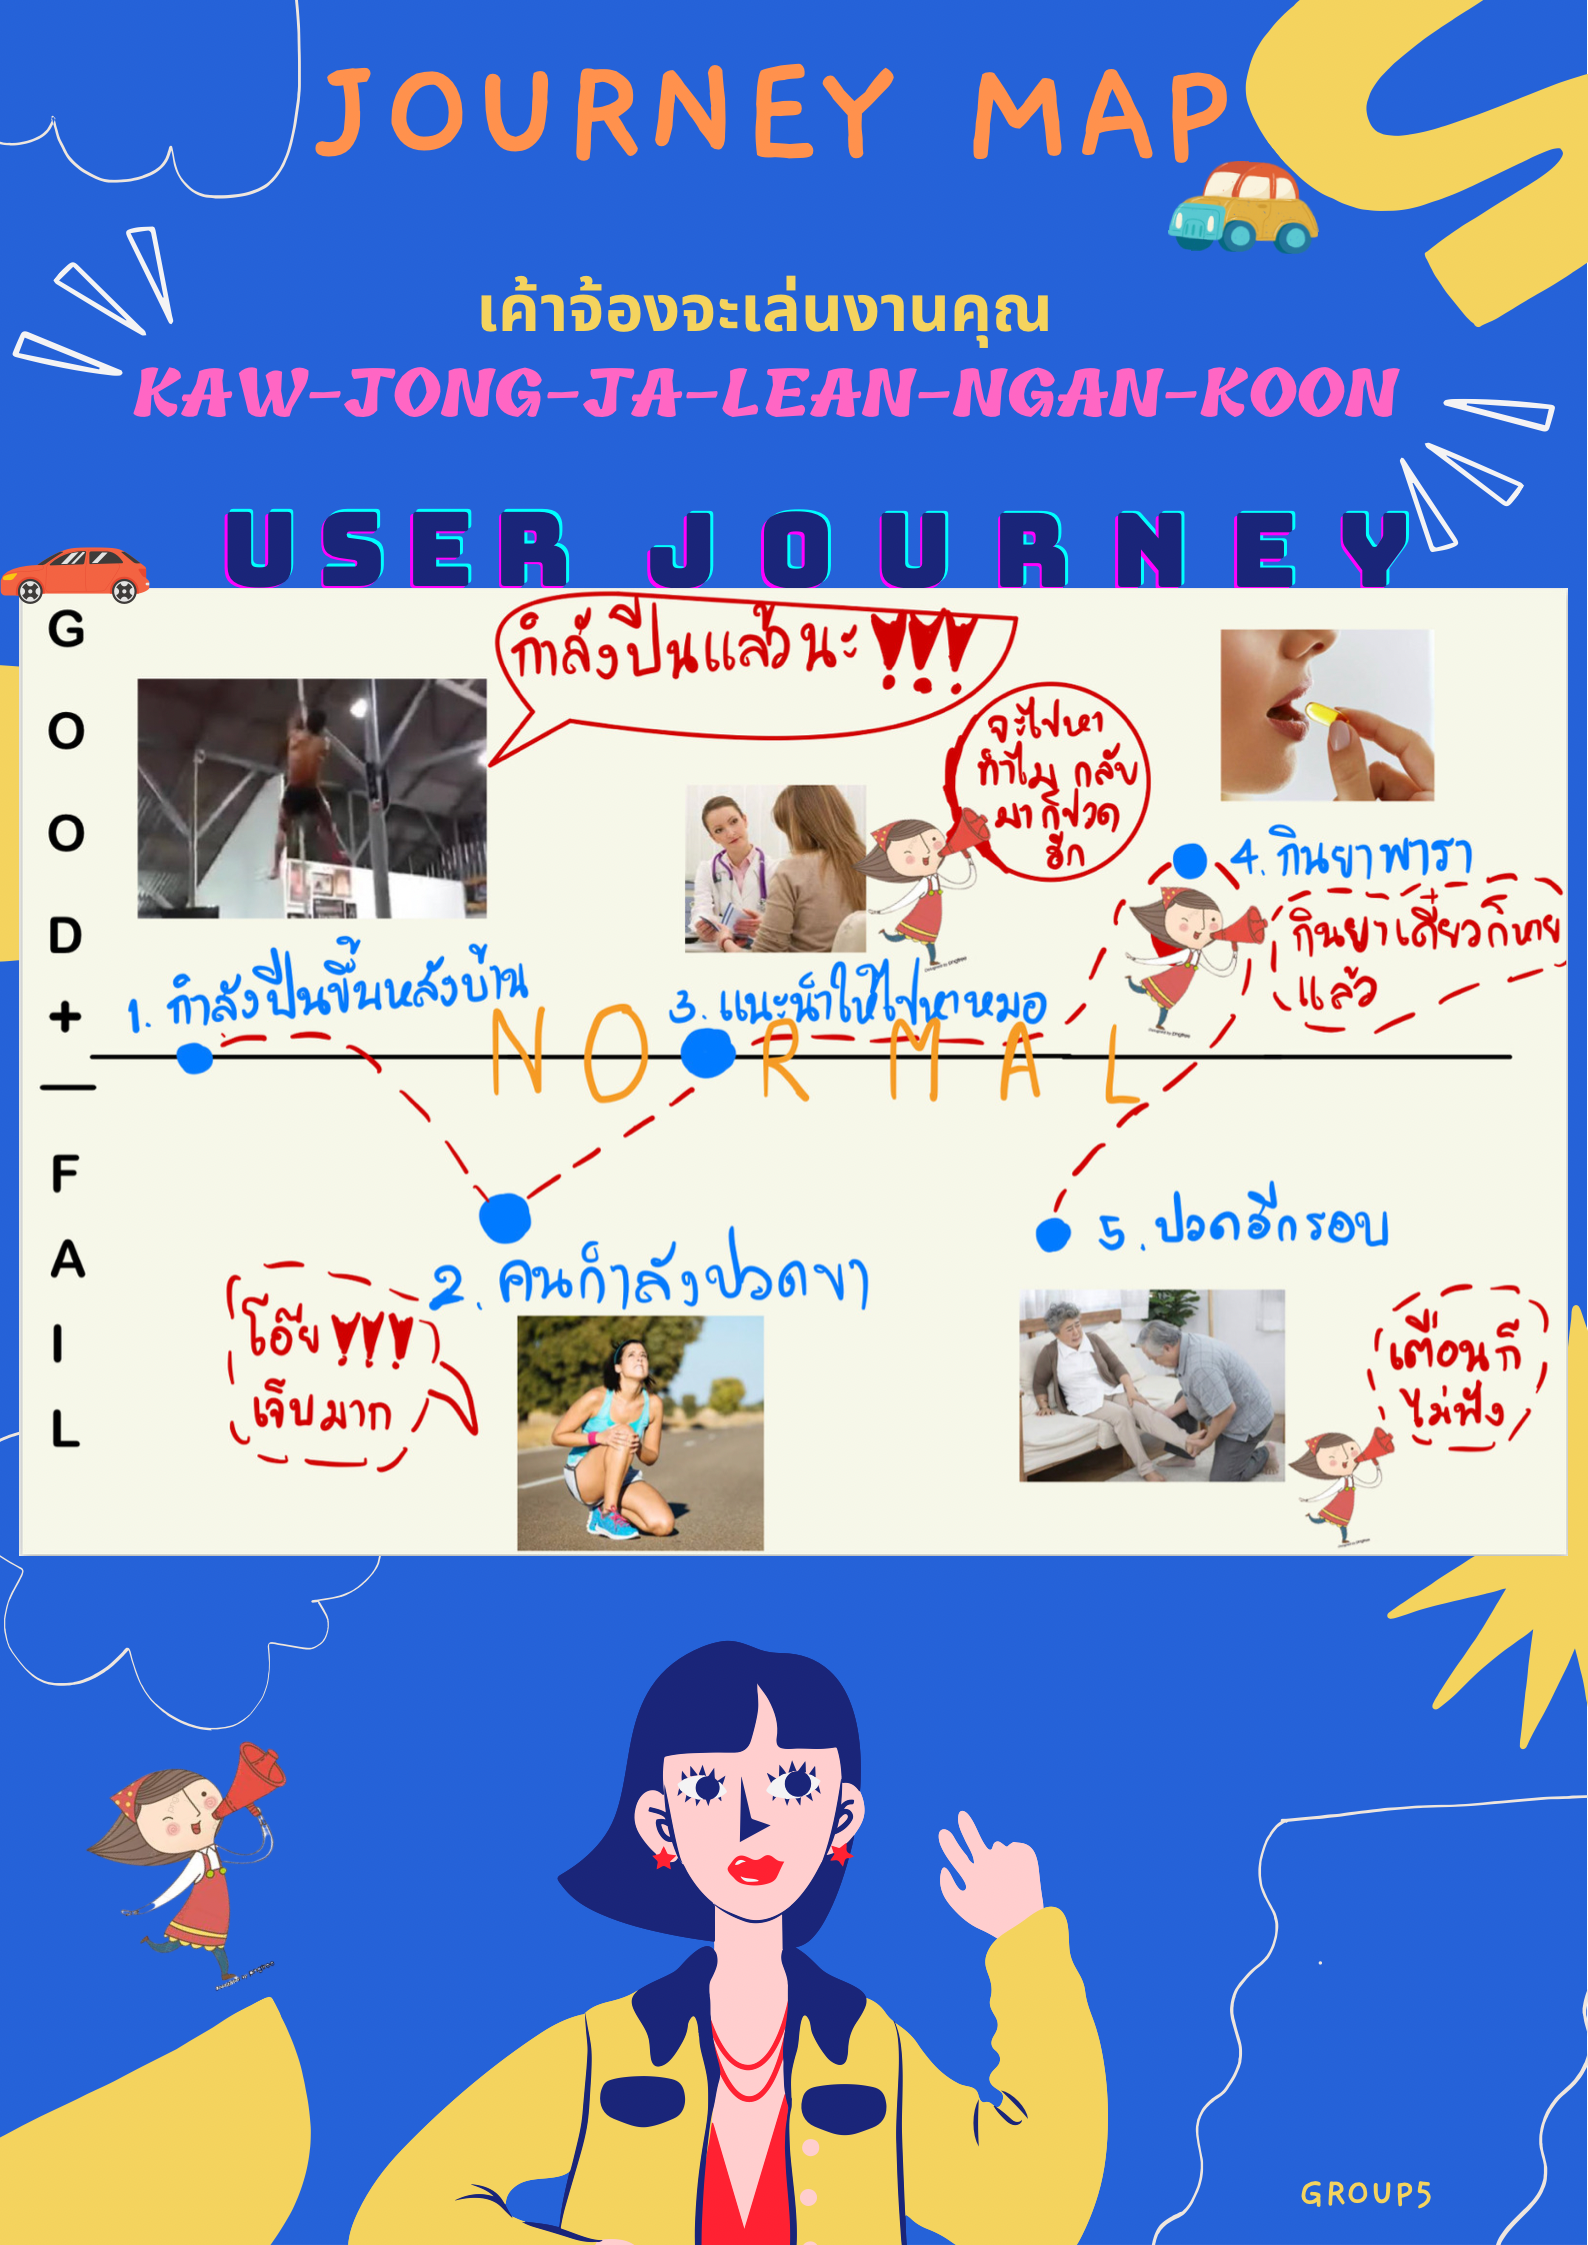 JOURNEY MAP
เค้าจ้องจะเล่นงานคุณ
KAW-JONG-JA-LEAN-NGAN-KOON
USER JOURNEY
GOOD+
—FAIL
กำลังปีนแล้วนะ !!!
1. กำลังปีนขึ้นหลังบ้าน
จะไปหา
ทำไม กลับ
มาก็ปวด
อีก
3. แนะนำให้ไปหาหมอ
4. กินยาพารา
กินยาเดี๋ยวก็หาย
แล้ว
NORMAL
2. คนกำลังปวดขา
โอ๊ย !!!
เจ็บมาก
5. ปวดอีกรอบ
เตือนก็
ไม่ฟัง
GROUP5